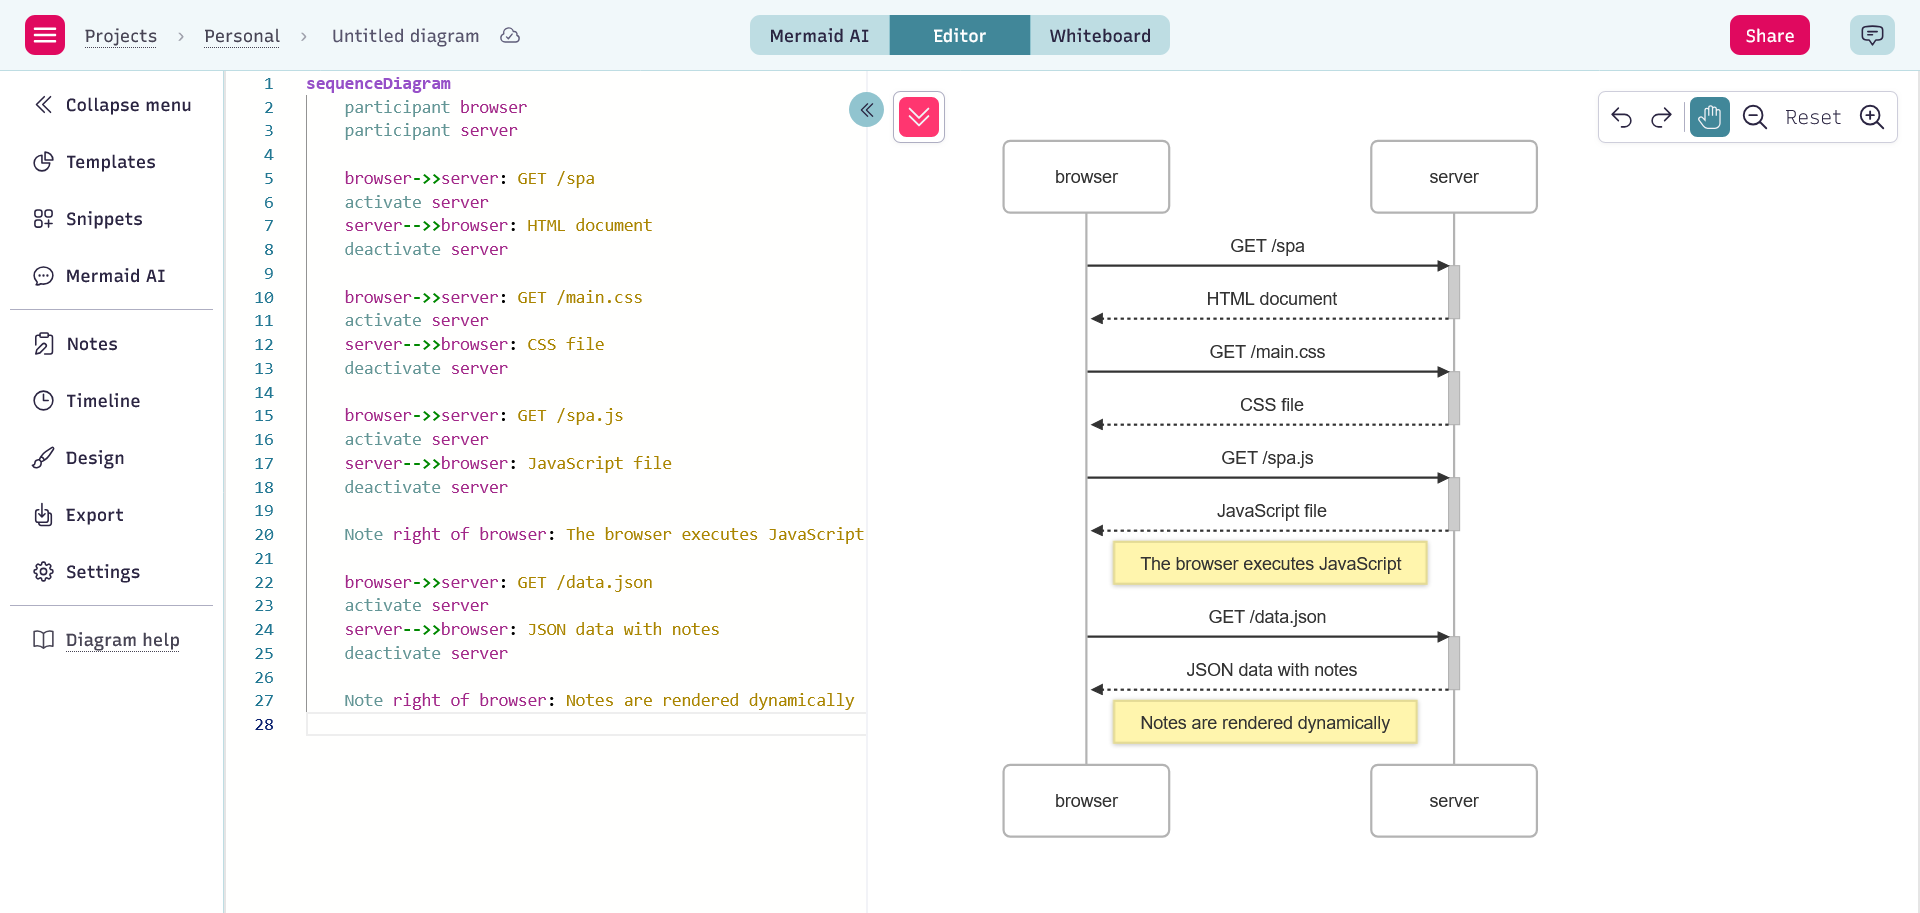 Projects › Personal › Untitled diagram
Mermaid AI Editor Whiteboard
Share
Collapse menu
Templates
Snippets
Mermaid AI
Notes
Timeline
Design
Export
Settings
Diagram help
1 sequenceDiagram
2 participant browser
3 participant server
4
5 browser->>server: GET /spa
6 activate server
7 server-->>browser: HTML document
8 deactivate server
9
10 browser->>server: GET /main.css
11 activate server
12 server-->>browser: CSS file
13 deactivate server
14
15 browser->>server: GET /spa.js
16 activate server
17 server-->>browser: JavaScript file
18 deactivate server
19
20 Note right of browser: The browser executes JavaScript
21
22 browser->>server: GET /data.json
23 activate server
24 server-->>browser: JSON data with notes
25 deactivate server
26
27 Note right of browser: Notes are rendered dynamically
28
Reset
browser server
GET /spa
HTML document
GET /main.css
CSS file
GET /spa.js
JavaScript file
The browser executes JavaScript
GET /data.json
JSON data with notes
Notes are rendered dynamically
browser server